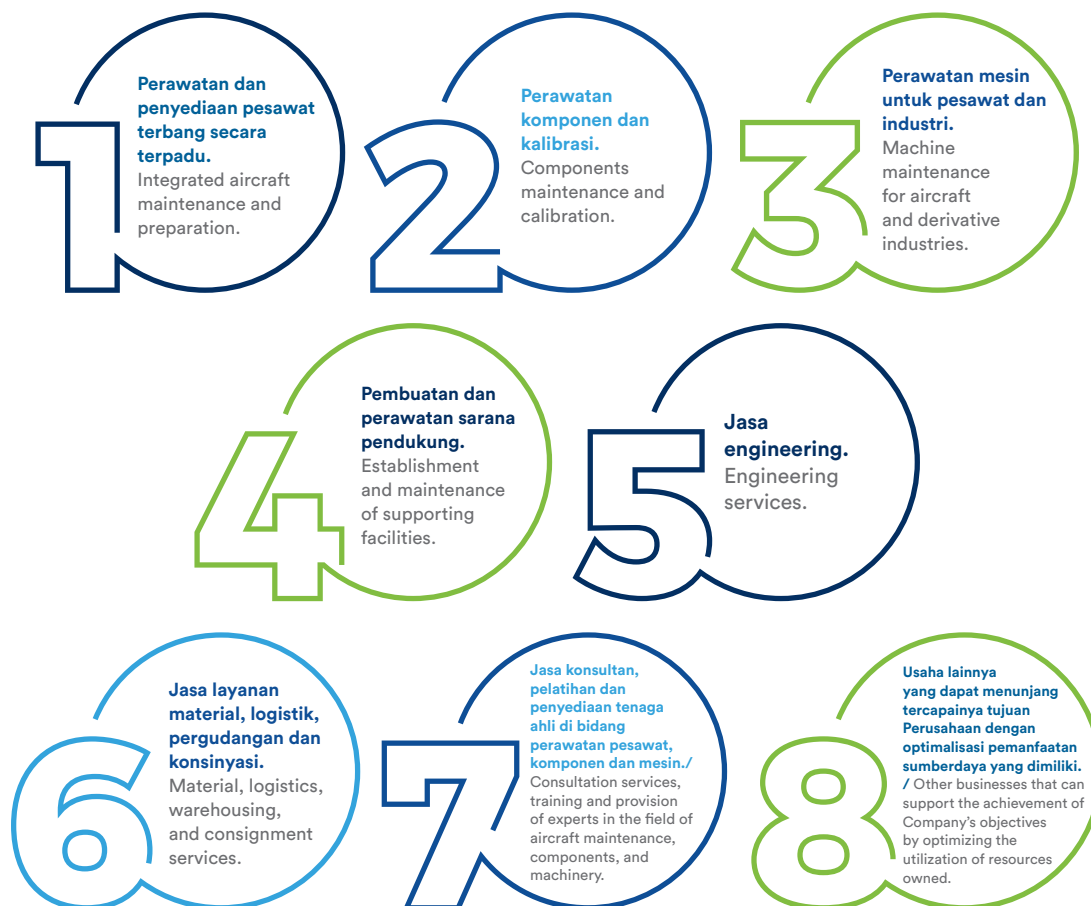 1
Perawatan dan
penyediaan pesawat
terbang secara
terpadu.
Integrated aircraft
maintenance and
preparation.
2
Perawatan
komponen dan
kalibrasi.
Components
maintenance and
calibration.
3
Perawatan mesin
untuk pesawat dan
industri.
Machine
maintenance
for aircraft
and derivative
industries.
4
Pembuatan dan
perawatan sarana
pendukung.
Establishment
and maintenance
of supporting
facilities.
5
Jasa
engineering.
Engineering
services.
6
Jasa layanan
material, logistik,
pergudangan dan
konsinyasi.
Material, logistics,
warehousing,
and consignment
services.
7
Jasa konsultan,
pelatihan dan
penyediaan tenaga
ahli di bidang
perawatan pesawat,
komponen dan mesin./
Consultation services,
training and provision
of experts in the field of
aircraft maintenance,
components, and
machinery.
8
Usaha lainnya
yang dapat menunjang
tercapainya tujuan
Perusahaan dengan
optimalisasi pemanfaatan
sumberdaya yang dimiliki.
/ Other businesses that can
support the achievement of
Company's objectives
by optimizing the
utilization of resources
owned.